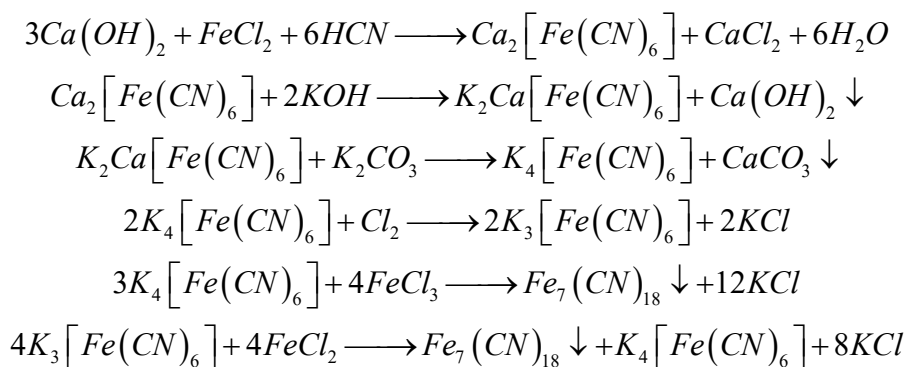 3Ca(OH)₂ + FeCl₂ + 6HCN ⟶ Ca₂[Fe(CN)₆] + CaCl₂ + 6H₂O
Ca₂[Fe(CN)₆] + 2KOH ⟶ K₂Ca[Fe(CN)₆] + Ca(OH)₂ ↓
K₂Ca[Fe(CN)₆] + K₂CO₃ ⟶ K₄[Fe(CN)₆] + CaCO₃ ↓
2K₄[Fe(CN)₆] + Cl₂ ⟶ 2K₃[Fe(CN)₆] + 2KCl
3K₄[Fe(CN)₆] + 4FeCl₃ ⟶ Fe₇(CN)₁₈ ↓ +12KCl
4K₃[Fe(CN)₆] + 4FeCl₂ ⟶ Fe₇(CN)₁₈ ↓ +K₄[Fe(CN)₆] + 8KCl